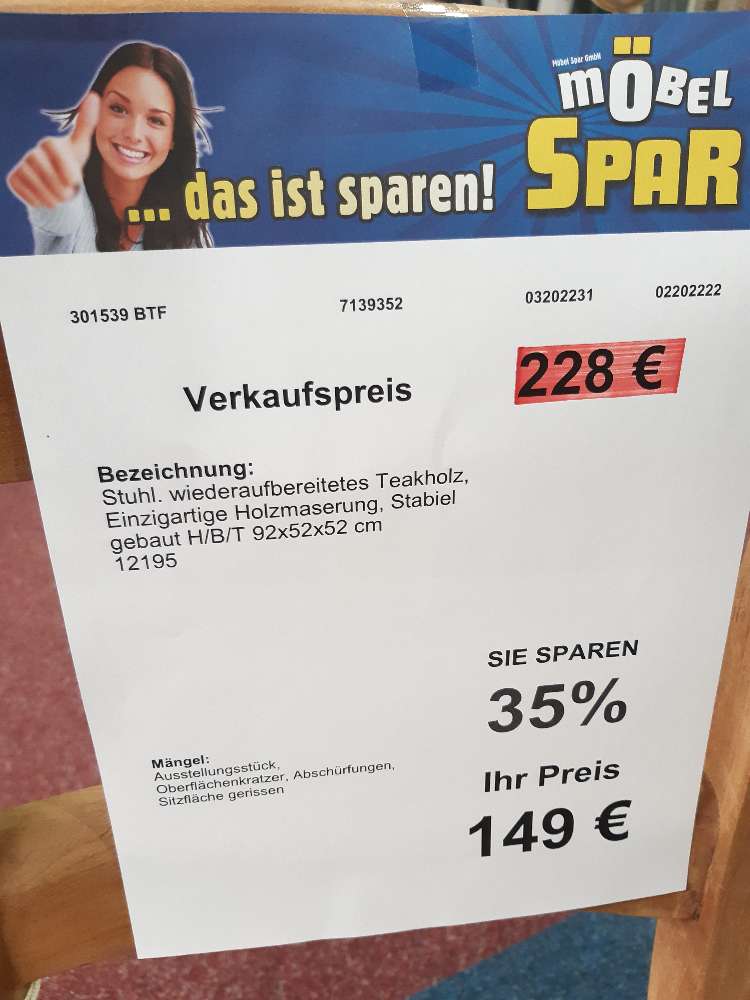 Möbel Spar GmbH
MÖBEL
SPAR
... das ist sparen!
301539 BTF 7139352 03202231 02202222
Verkaufspreis 228 €
Bezeichnung:
Stuhl. wiederaufbereitetes Teakholz,
Einzigartige Holzmaserung, Stabiel
gebaut H/B/T 92x52x52 cm
12195
SIE SPAREN
35%
Mängel:
Ausstellungsstück,
Oberflächenkratzer, Abschürfungen,
Sitzfläche gerissen
Ihr Preis
149 €